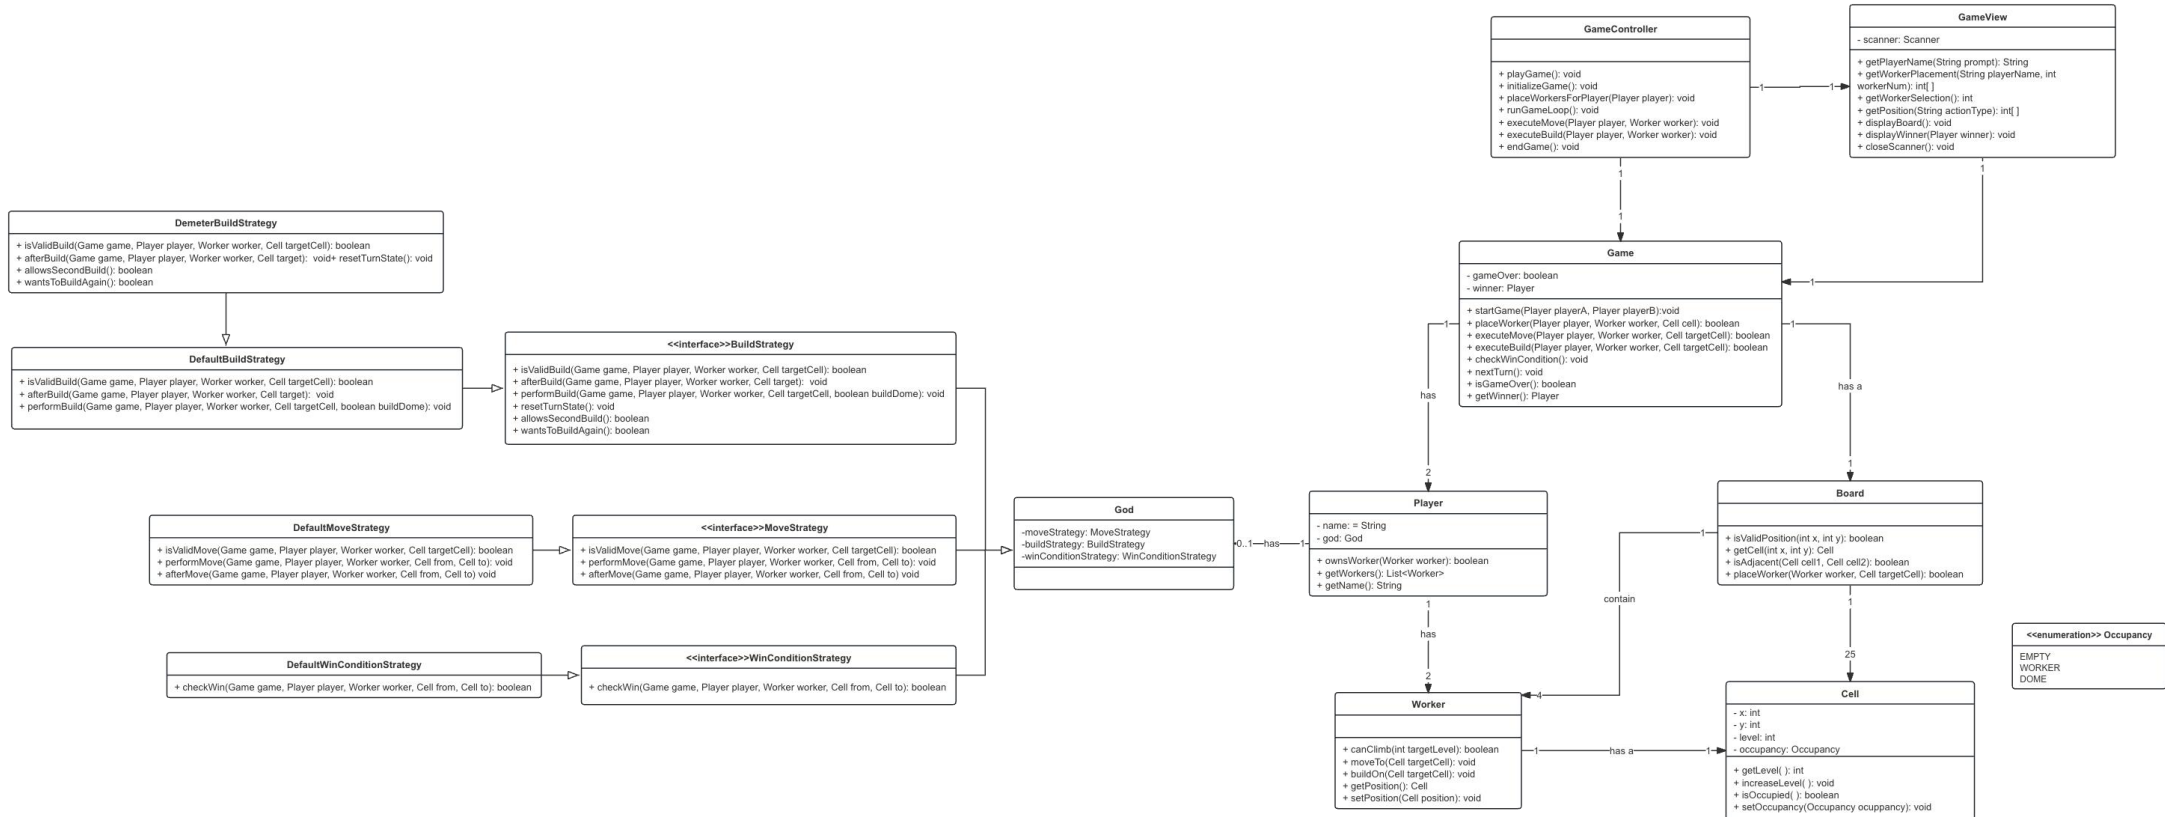 GameController
+ playGame(): void
+ initializeGame(): void
+ placeWorkersForPlayer(Player player): void
+ runGameLoop(): void
+ executeMove(Player player, Worker worker): void
+ executeBuild(Player player, Worker worker): void
+ endGame(): void
1
1
GameView
- scanner: Scanner
+ getPlayerName(String prompt): String
+ getWorkerPlacement(String playerName, int
workerNum): int[ ]
+ getWorkerSelection(): int
+ getPosition(String actionType): int[ ]
+ displayBoard(): void
+ displayWinner(Player winner): void
+ closeScanner(): void
1
1
1
1
DemeterBuildStrategy
+ isValidBuild(Game game, Player player, Worker worker, Cell targetCell): boolean
+ afterBuild(Game game, Player player, Worker worker, Cell target):  void+ resetTurnState(): void
+ allowsSecondBuild(): boolean
+ wantsToBuildAgain(): boolean
Game
- gameOver: boolean
- winner: Player
+ startGame(Player playerA, Player playerB):void
+ placeWorker(Player player, Worker worker, Cell cell): boolean
+ executeMove(Player player, Worker worker, Cell targetCell): boolean
+ executeBuild(Player player, Worker worker, Cell targetCell): boolean
+ checkWinCondition(): void
+ nextTurn(): void
+ isGameOver(): boolean
+ getWinner(): Player
1
has
2
1
has a
1
DefaultBuildStrategy
+ isValidBuild(Game game, Player player, Worker worker, Cell targetCell): boolean
+ afterBuild(Game game, Player player, Worker worker, Cell target):  void
+ performBuild(Game game, Player player, Worker worker, Cell targetCell, boolean buildDome): void
<<interface>>BuildStrategy
+ isValidBuild(Game game, Player player, Worker worker, Cell targetCell): boolean
+ afterBuild(Game game, Player player, Worker worker, Cell target):  void
+ performBuild(Game game, Player player, Worker worker, Cell targetCell, boolean buildDome): void
+ resetTurnState(): void
+ allowsSecondBuild(): boolean
+ wantsToBuildAgain(): boolean
DefaultMoveStrategy
+ isValidMove(Game game, Player player, Worker worker, Cell targetCell): boolean
+ performMove(Game game, Player player, Worker worker, Cell from, Cell to): void
+ afterMove(Game game, Player player, Worker worker, Cell from, Cell to) void
<<interface>>MoveStrategy
+ isValidMove(Game game, Player player, Worker worker, Cell targetCell): boolean
+ performMove(Game game, Player player, Worker worker, Cell from, Cell to): void
+ afterMove(Game game, Player player, Worker worker, Cell from, Cell to) void
God
-moveStrategy: MoveStrategy
-buildStrategy: BuildStrategy
-winConditionStrategy: WinConditionStrategy
0..1
has
1
Player
- name: = String
- god: God
+ ownsWorker(Worker worker): boolean
+ getWorkers(): List<Worker>
+ getName(): String
1
has
2
Board
+ isValidPosition(int x, int y): boolean
+ getCell(int x, int y): Cell
+ isAdjacent(Cell cell1, Cell cell2): boolean
+ placeWorker(Worker worker, Cell targetCell): boolean
1
contain
4
1
25
DefaultWinConditionStrategy
+ checkWin(Game game, Player player, Worker worker, Cell from, Cell to): boolean
<<interface>>WinConditionStrategy
+ checkWin(Game game, Player player, Worker worker, Cell from, Cell to): boolean
<<enumeration>> Occupancy
EMPTY
WORKER
DOME
Worker
+ canClimb(int targetLevel): boolean
+ moveTo(Cell targetCell): void
+ buildOn(Cell targetCell): void
+ getPosition(): Cell
+ setPosition(Cell position): void
1
has a
1
Cell
- x: int
- y: int
- level: int
- occupancy: Occupancy
+ getLevel( ): int
+ increaseLevel( ): void
+ isOccupied( ): boolean
+ setOccupancy(Occupancy ocuppancy): void